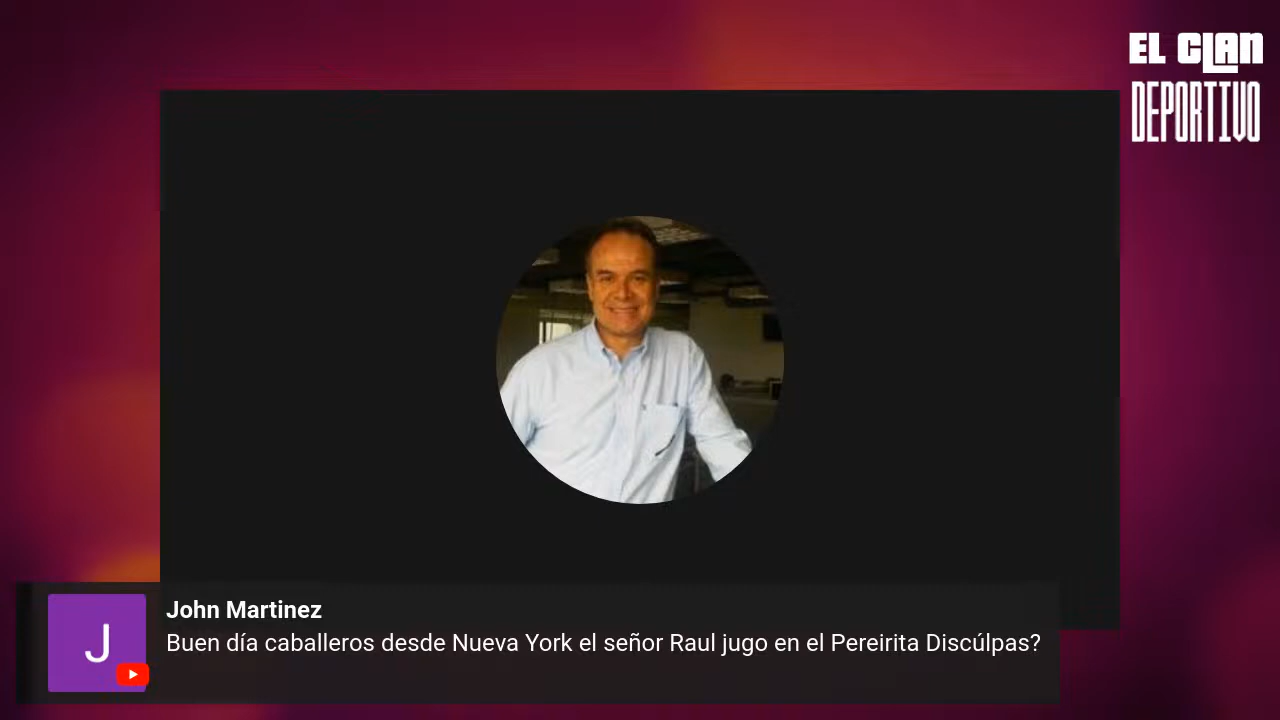 EL CLAN
DEPORTIVO
J
John Martinez
Buen día caballeros desde Nueva York el señor Raul jugo en el Pereirita Discúlpas?